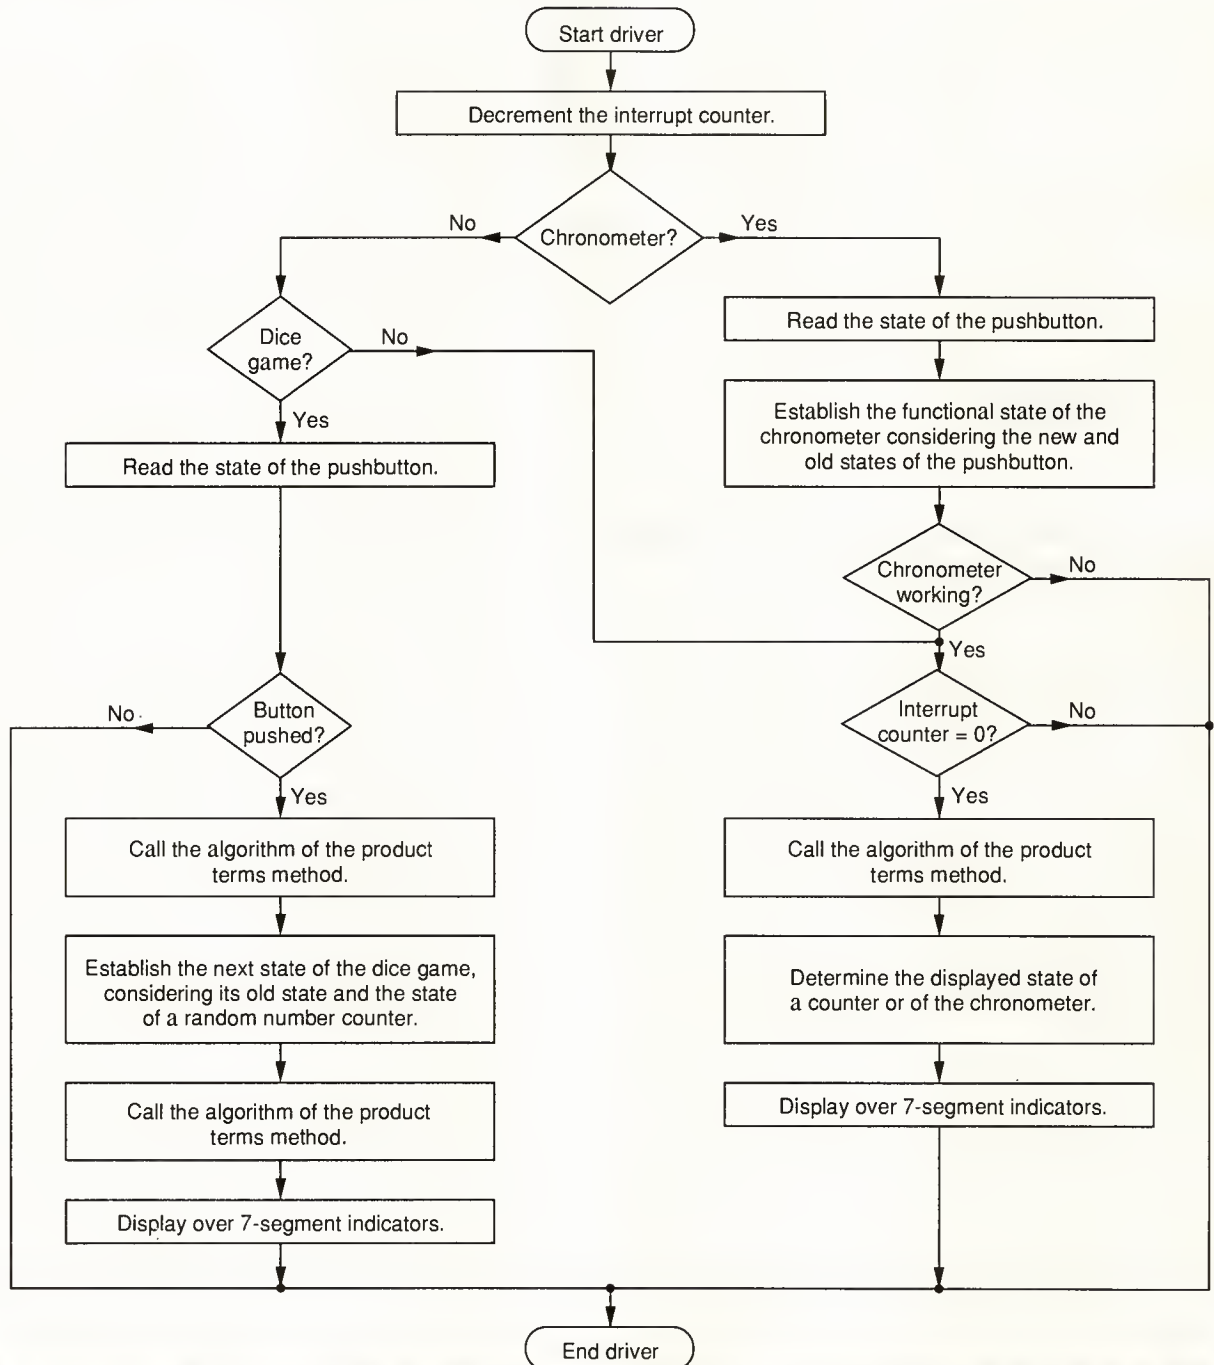 Start driver
Decrement the interrupt counter.
Chronometer?
No
Yes
Dice
game?
No
Yes
Read the state of the pushbutton.
Read the state of the pushbutton.
Establish the functional state of the
chronometer considering the new and
old states of the pushbutton.
Chronometer
working?
No
Yes
Button
pushed?
No
Yes
Interrupt
counter = 0?
No
Yes
Call the algorithm of the product
terms method.
Establish the next state of the dice game,
considering its old state and the state
of a random number counter.
Call the algorithm of the product
terms method.
Display over 7-segment indicators.
Call the algorithm of the product
terms method.
Determine the displayed state of
a counter or of the chronometer.
Display over 7-segment indicators.
End driver